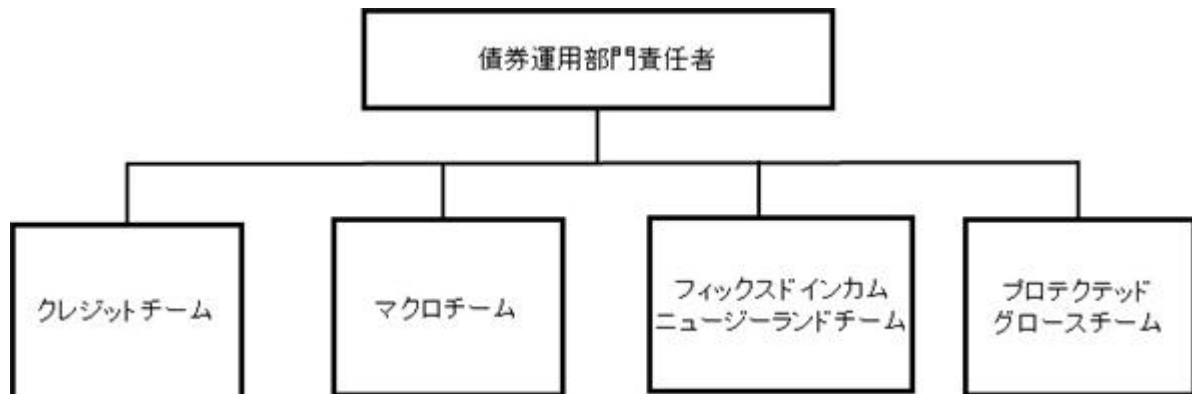 債券運用部門責任者
クレジットチーム
マクロチーム
フィックスドインカム
ニュージーランドチーム
プロテクテッド
グロースチーム